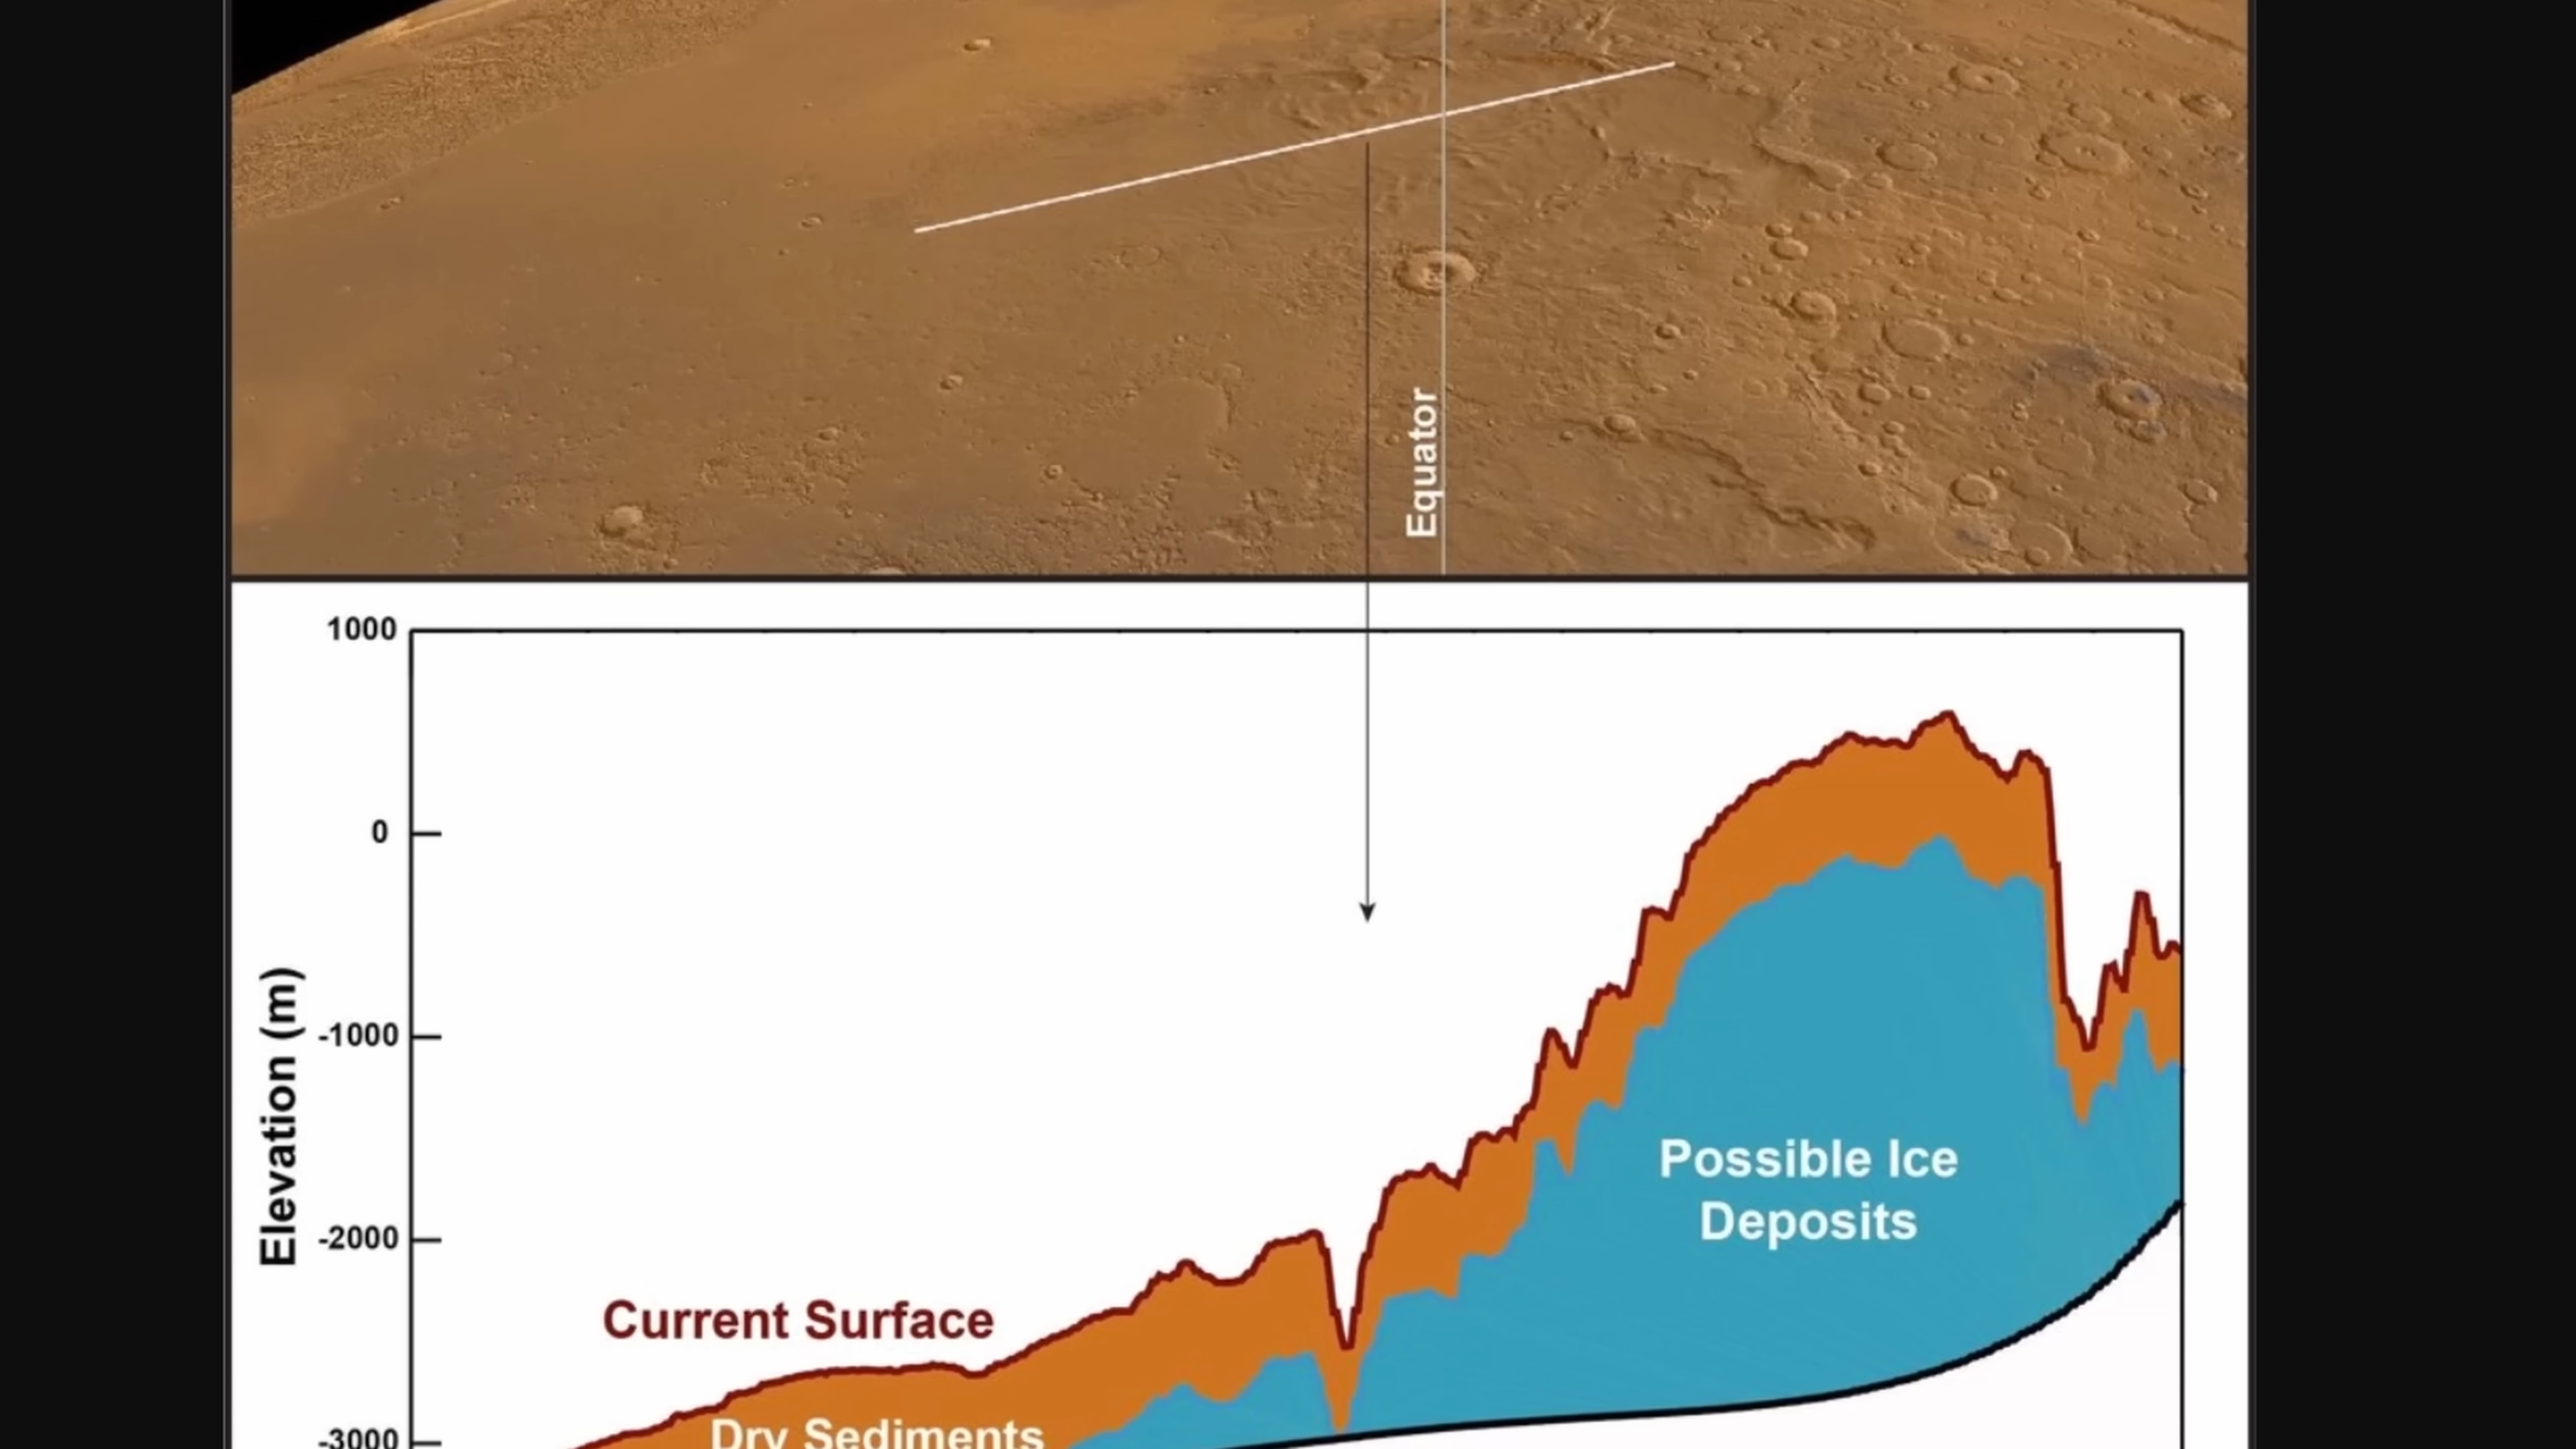 Equator
1000
0
-1000
-2000
-3000
Elevation (m)
Possible Ice
Deposits
Current Surface
Dry Sediments